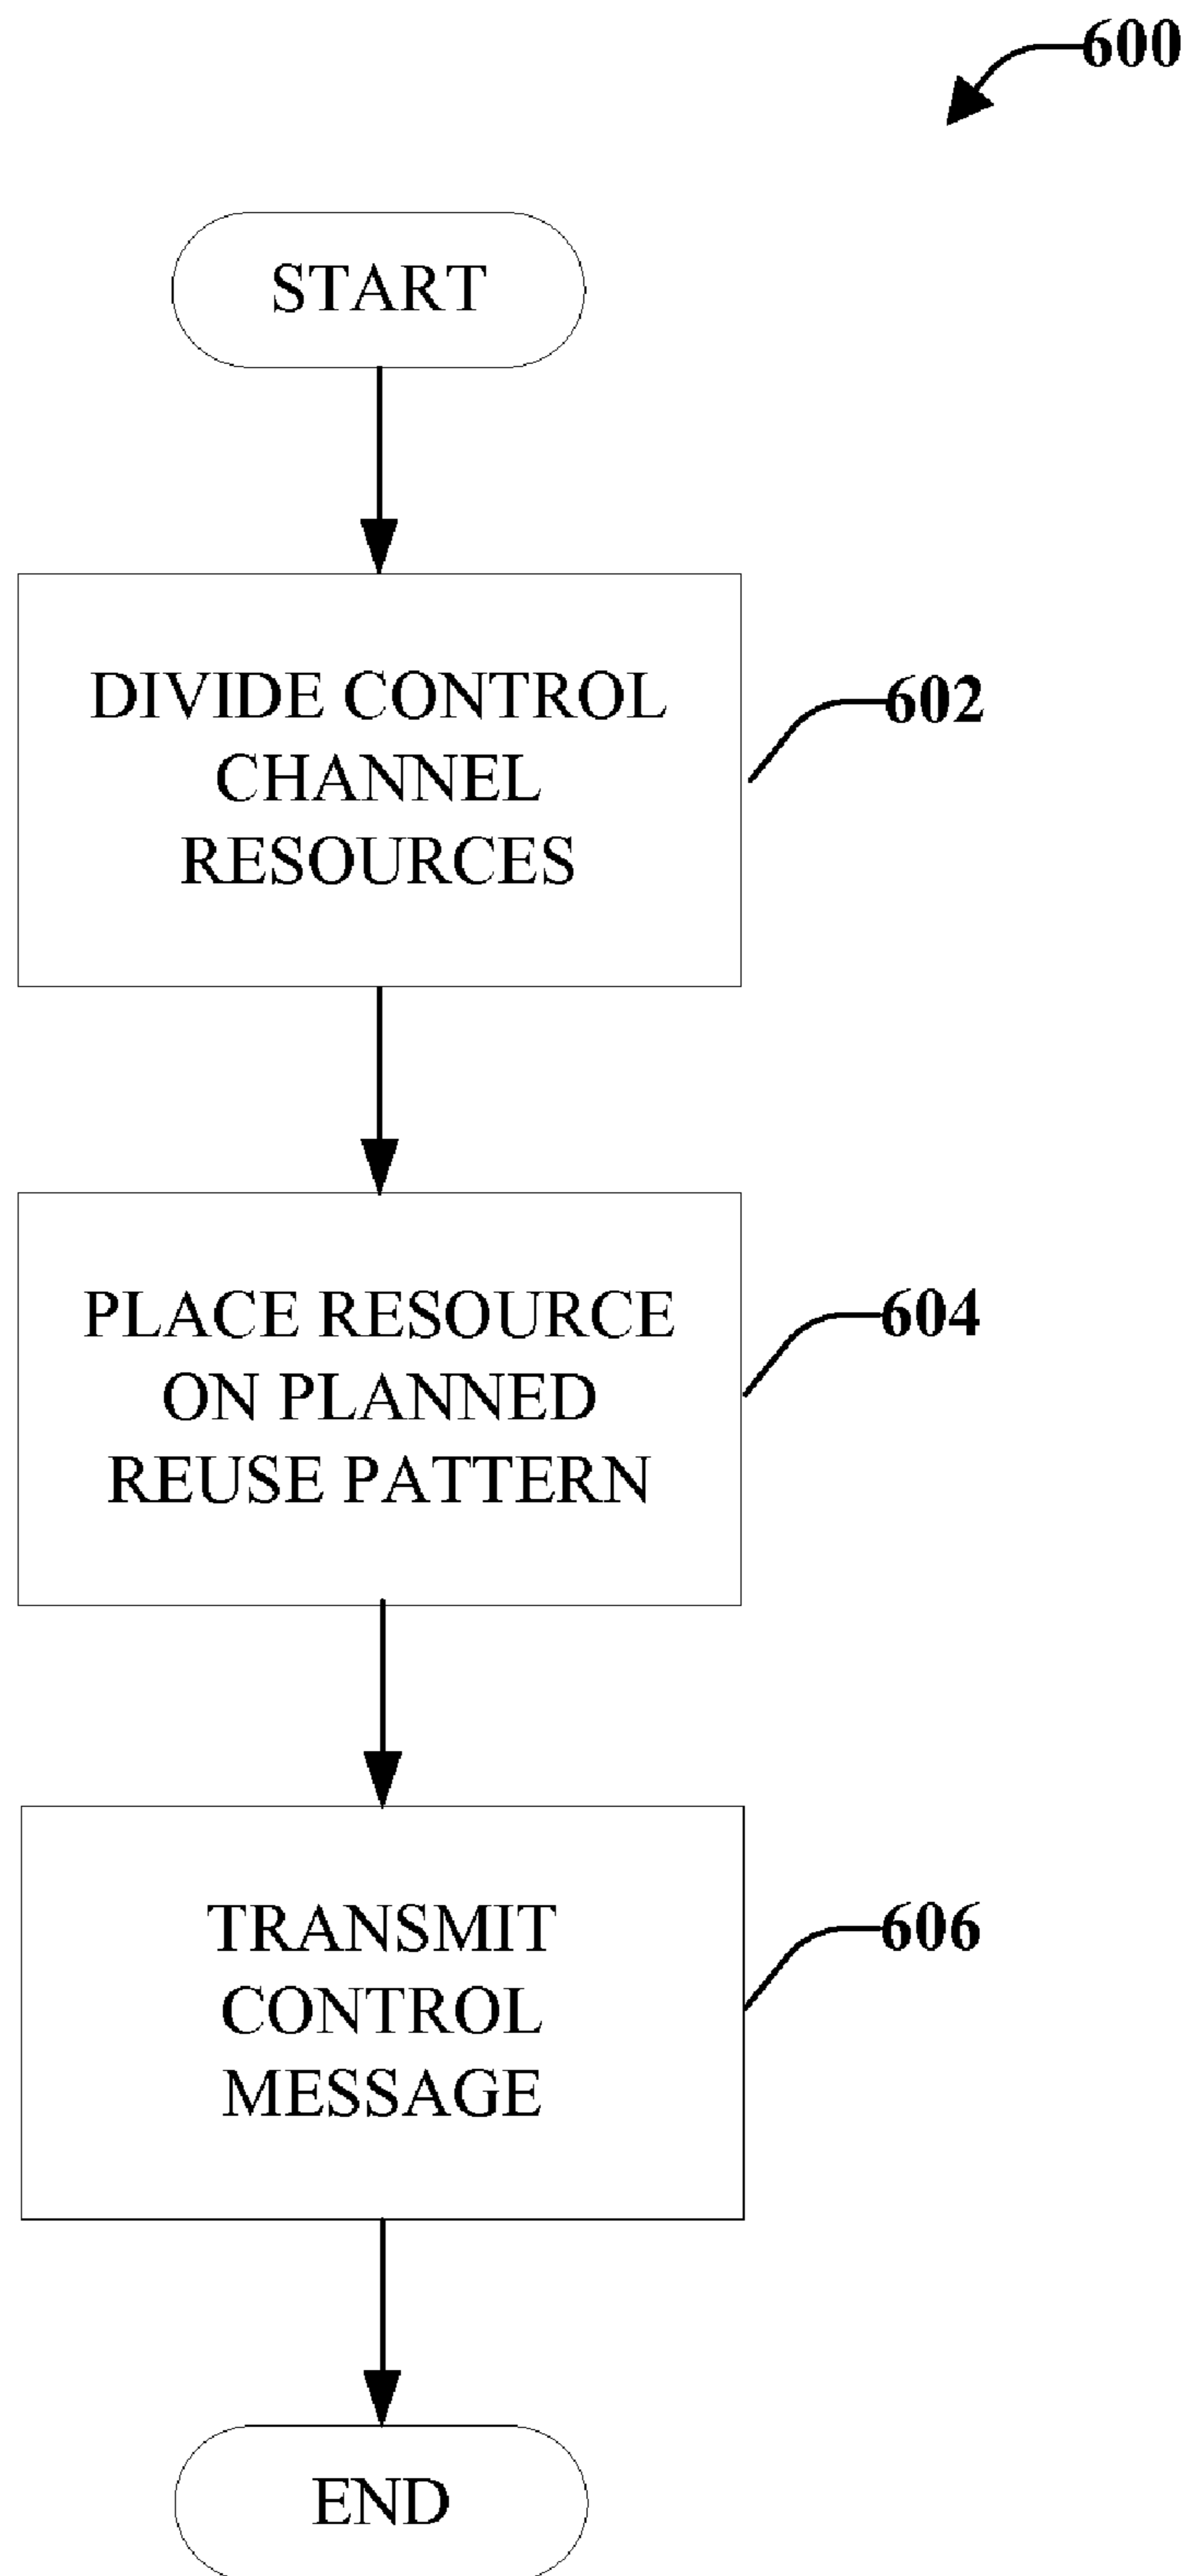 600
START
DIVIDE CONTROL
CHANNEL
RESOURCES
602
PLACE RESOURCE
ON PLANNED
REUSE PATTERN
604
TRANSMIT
CONTROL
MESSAGE
606
END